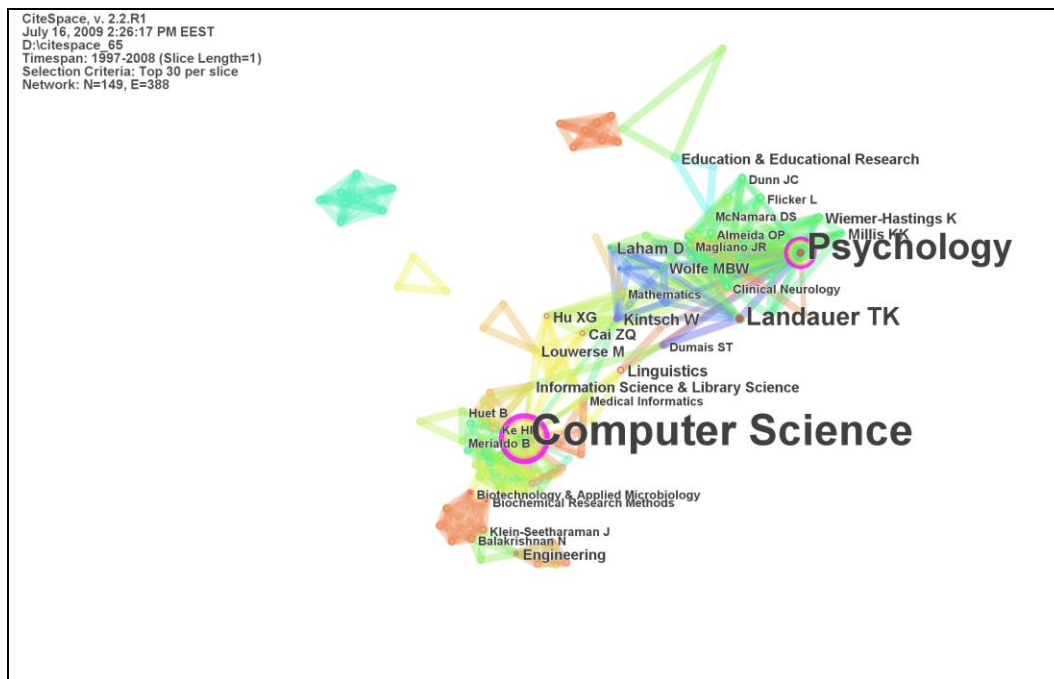 CiteSpace, v. 2.2.R1
July 16, 2009 2:26:17 PM EEST
D:\citespace_65
Timespan: 1997-2008 (Slice Length=1)
Selection Criteria: Top 30 per slice
Network: N=149, E=388
Education & Educational Research
Dunn JC
Flicker L
McNamara DS
Wiemer-Hastings K
Almeida OP
Millis KK
Magliano JR
Psychology
Laham D
Wolfe MBW
Clinical Neurology
Mathematics
Hu XG
Kintsch W
Landauer TK
Cai ZQ
Louwerse M
Dumais ST
Linguistics
Information Science & Library Science
Medical Informatics
Huet B
Ke HR
Computer Science
Merialdo B
Biotechnology & Applied Microbiology
Biochemical Research Methods
Klein-Seetharaman J
Balakrishnan N
Engineering